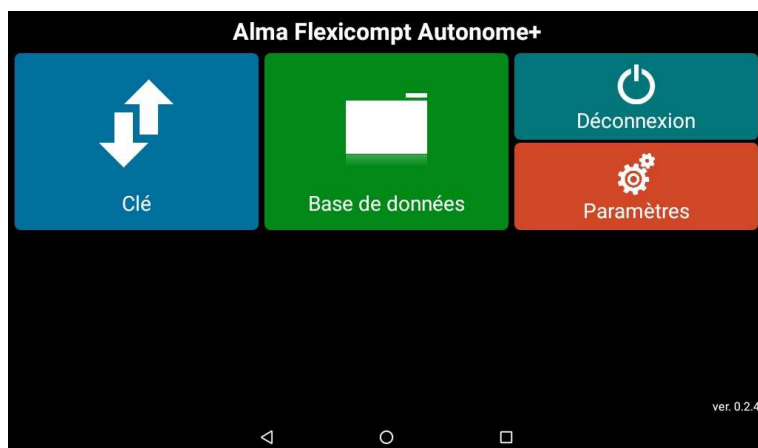 Alma Flexicompt Autonome+
Clé
Base de données
Déconnexion
Paramètres
ver. 0.2.4